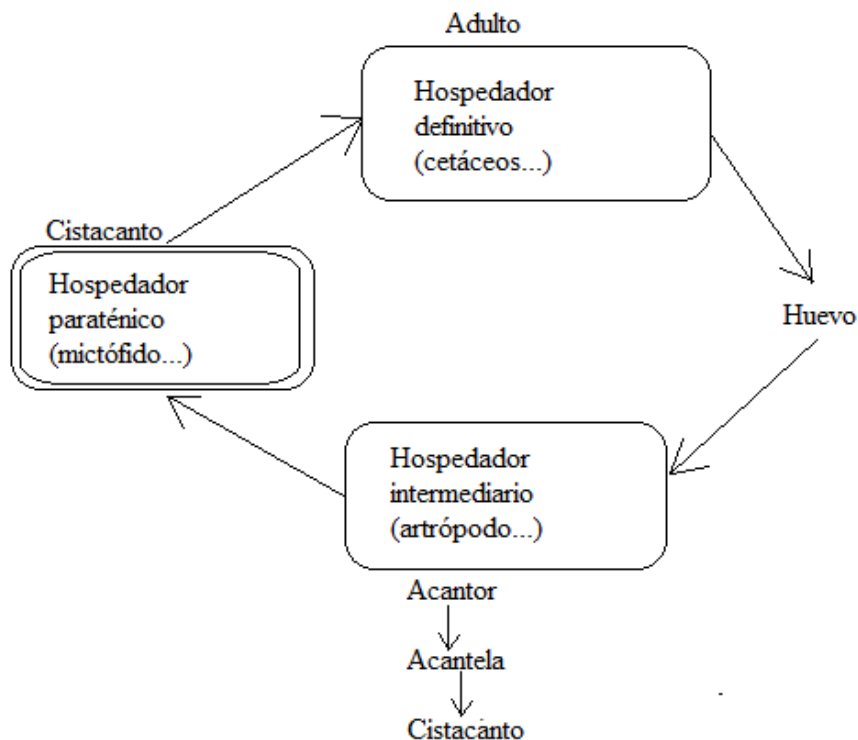 Adulto
Hospedador
definitivo
(cetáceos...)
Cistacanto
Hospedador
paraténico
(mictófido...)
Huevo
Hospedador
intermediario
(artrópodo...)
Acantor
Acantela
Cistacanto